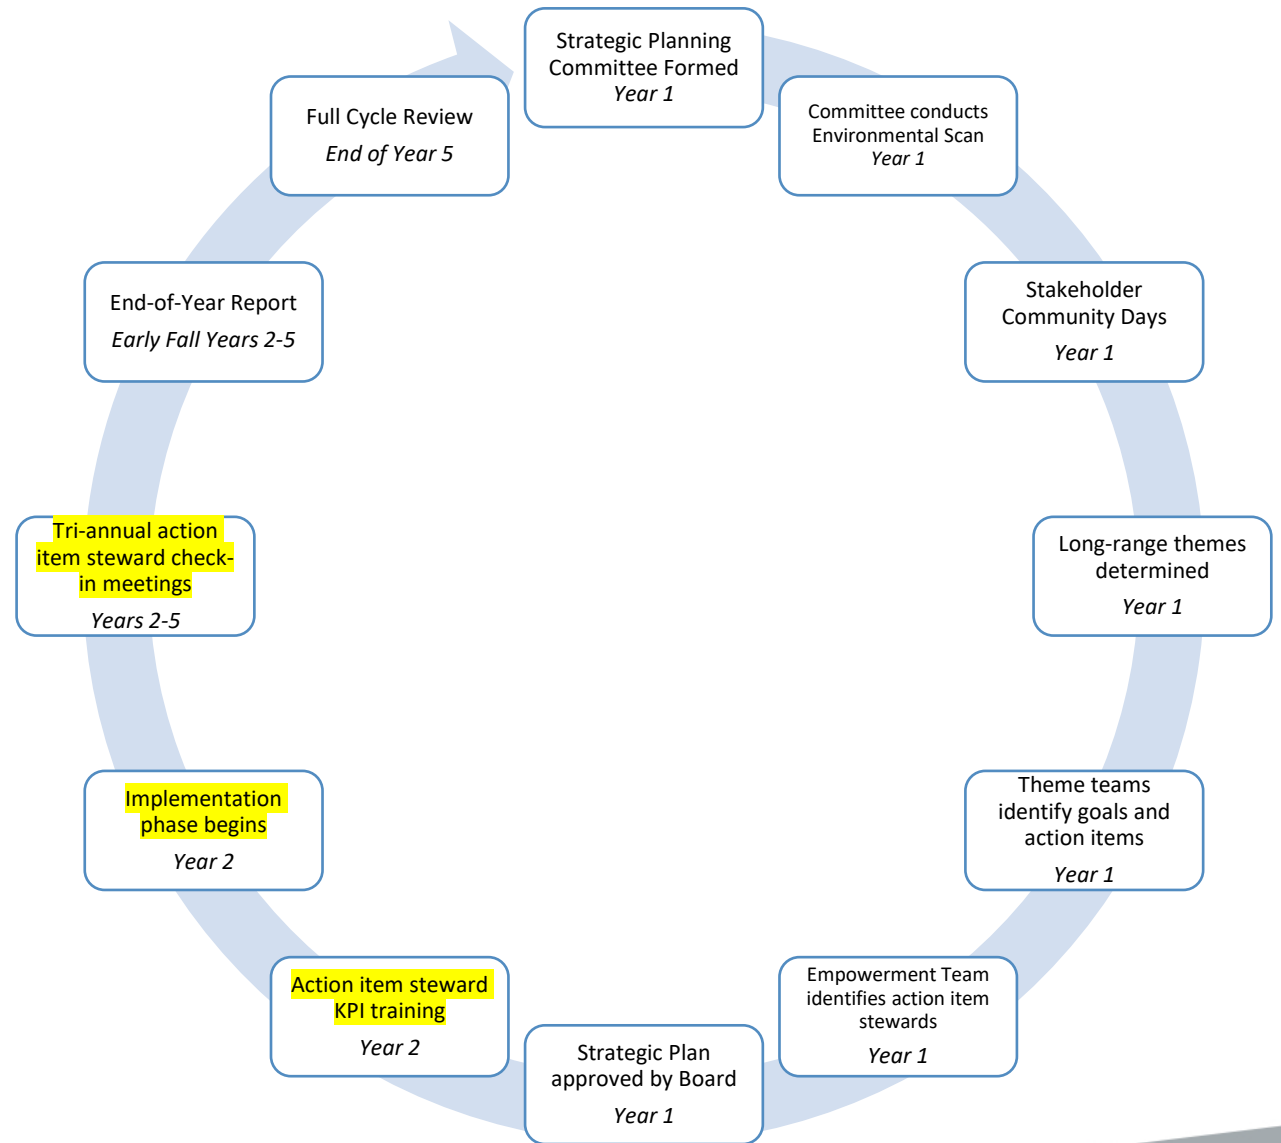 Strategic Planning
Committee Formed
Year 1
Committee conducts
Environmental Scan
Year 1
Stakeholder
Community Days
Year 1
Long-range themes
determined
Year 1
Theme teams
identify goals and
action items
Year 1
Empowerment Team
identifies action item
stewards
Year 1
Strategic Plan
approved by Board
Year 1
Action item steward
KPI training
Year 2
Implementation
phase begins
Year 2
Tri-annual action
item steward check-
in meetings
Years 2-5
End-of-Year Report
Early Fall Years 2-5
Full Cycle Review
End of Year 5